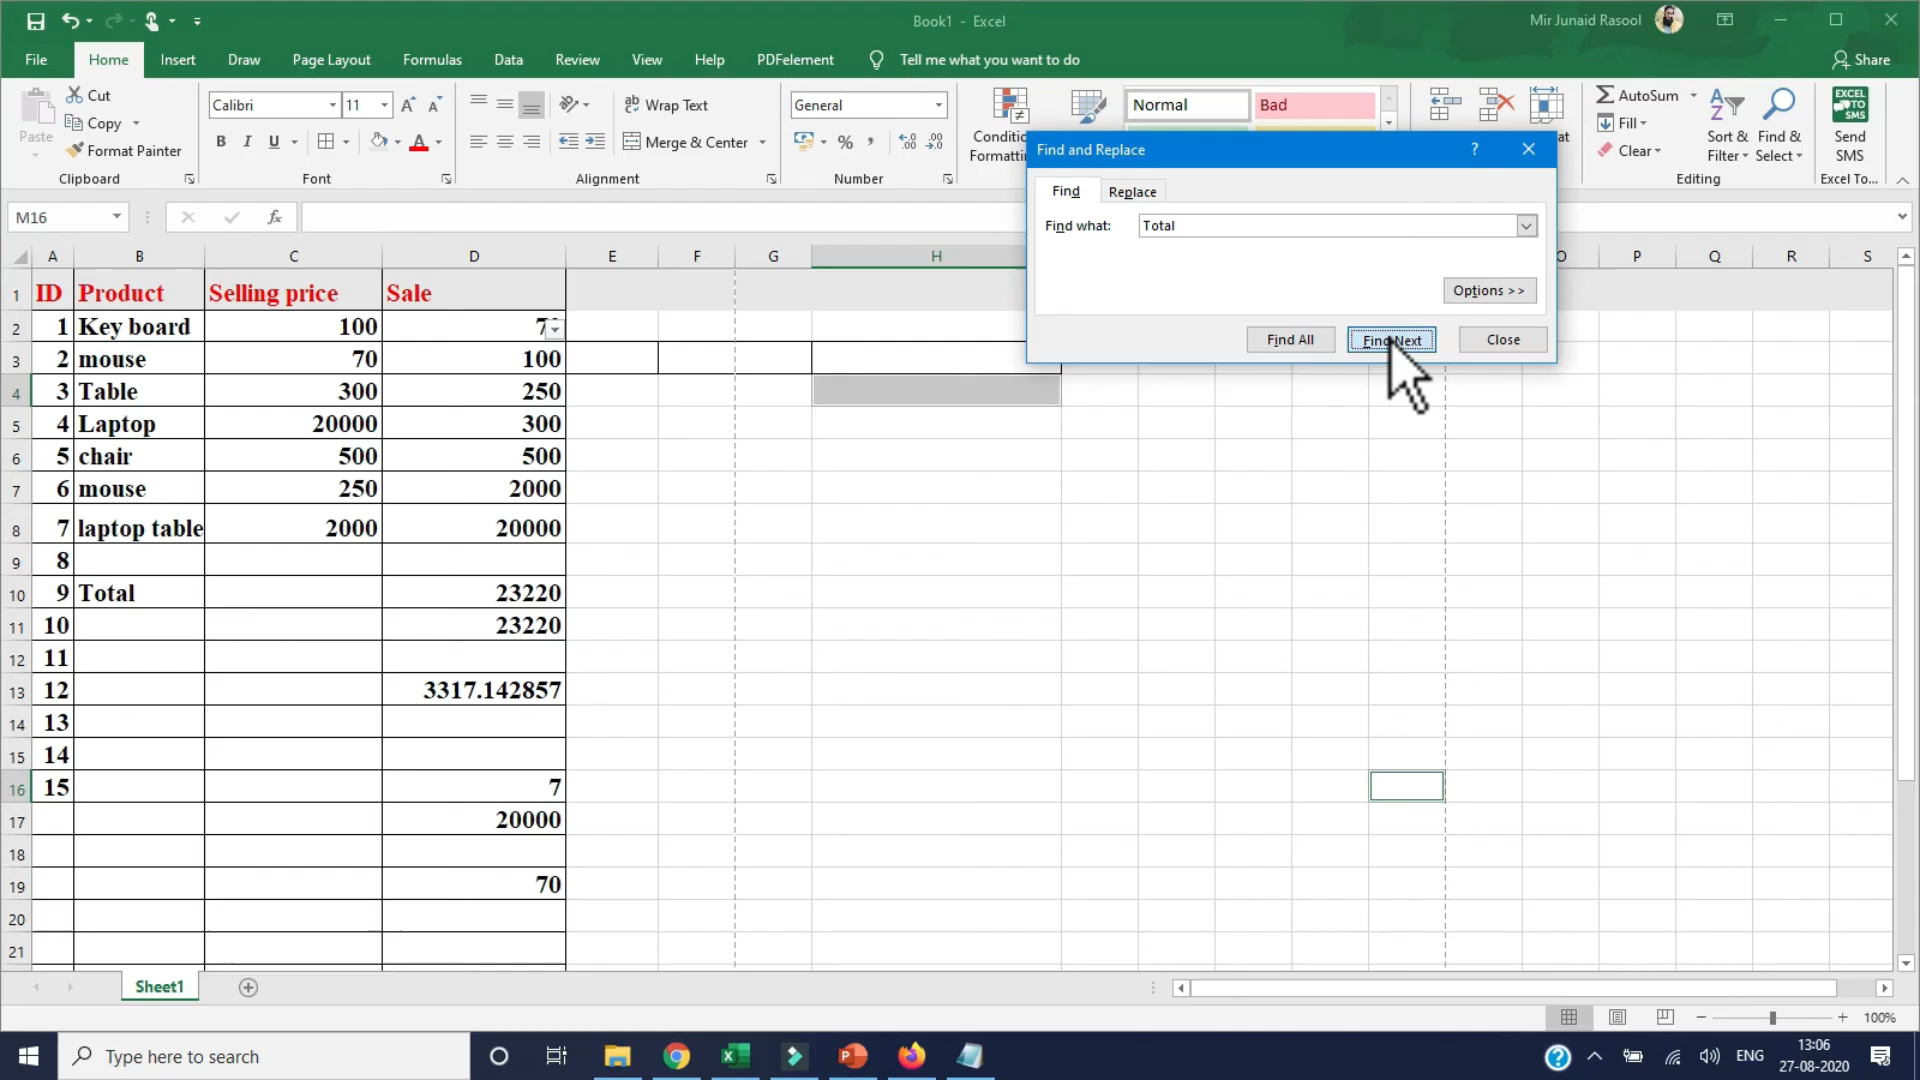 Book1 - Excel
Mir Junaid Rasool
File Home Insert Draw Page Layout Formulas Data Review View Help PDFelement Tell me what you want to do Share
Paste
Cut
Copy
Format Painter
Clipboard
Calibri 11
B I U
Font
Wrap Text
Merge & Center
Alignment
General
%
Number
Normal Bad
AutoSum
Fill
Clear
Sort & Filter
Find & Select
Editing
EXCEL TO SMS
Send SMS
Excel To...
M16
fx
Find and Replace
?
Find Replace
Find what: Total
Options >>
Find All Find Next Close
A B C D E F G H P Q R S
1 ID Product Selling price Sale
2 1 Key board 100
3 2 mouse 70 100
4 3 Table 300 250
5 4 Laptop 20000 300
6 5 chair 500 500
7 6 mouse 250 2000
8 7 laptop table 2000 20000
9 8
10 9 Total 23220
11 10 23220
12 11
13 12 3317.142857
14 13
15 14
16 15 7
17 20000
18
19 70
20
21
Sheet1
100%
Type here to search
ENG
13:06
27-08-2020